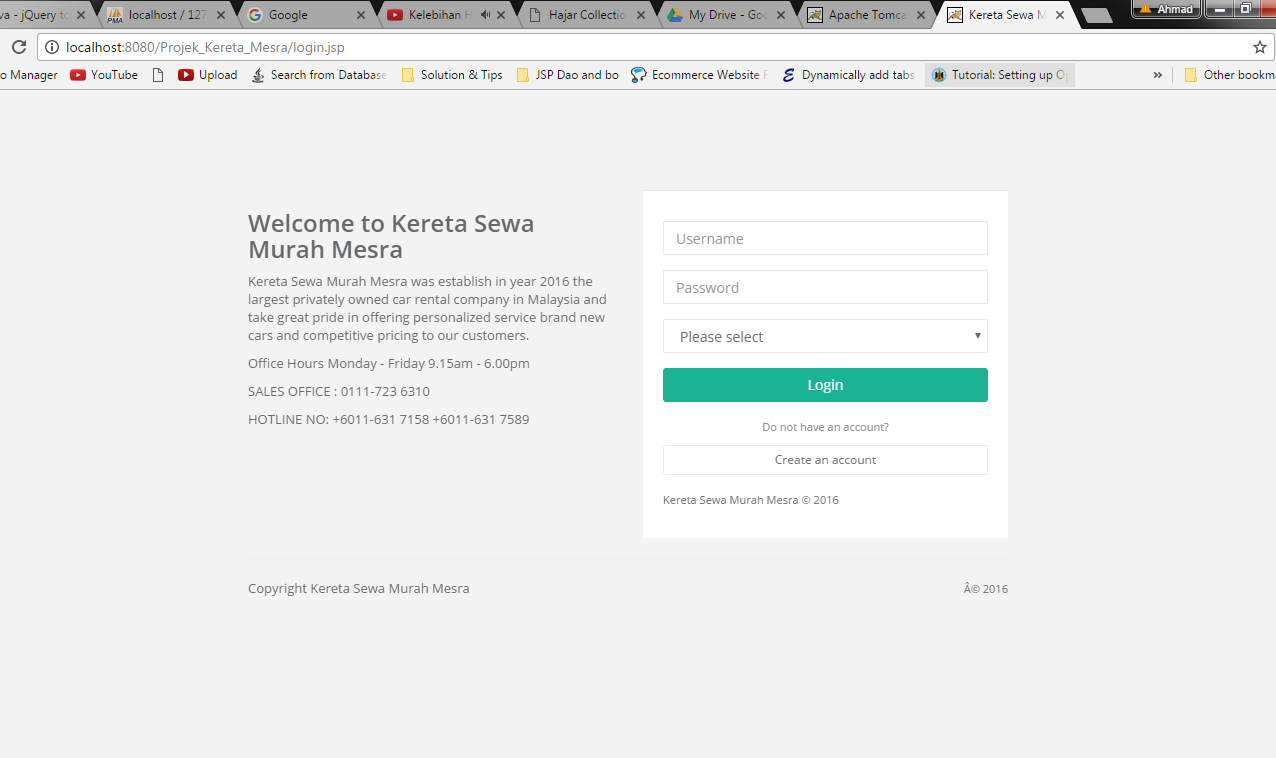 va - jQuery to
localhost / 127
Google
Kelebihan H
Hajar Collectio
My Drive - Goo
Apache Tomca
Kereta Sewa M
Ahmad
localhost:8080/Projek_Kereta_Mesra/login.jsp
o Manager
YouTube
Upload
Search from Database
Solution & Tips
JSP Dao and bo
Ecommerce Website F
Dynamically add tabs
Tutorial: Setting up Op
»
Other bookma
Welcome to Kereta Sewa
Murah Mesra
Kereta Sewa Murah Mesra was establish in year 2016 the
largest privately owned car rental company in Malaysia and
take great pride in offering personalized service brand new
cars and competitive pricing to our customers.
Office Hours Monday - Friday 9.15am - 6.00pm
SALES OFFICE : 0111-723 6310
HOTLINE NO: +6011-631 7158 +6011-631 7589
Username
Password
Please select
Login
Do not have an account?
Create an account
Kereta Sewa Murah Mesra © 2016
Copyright Kereta Sewa Murah Mesra
Â© 2016